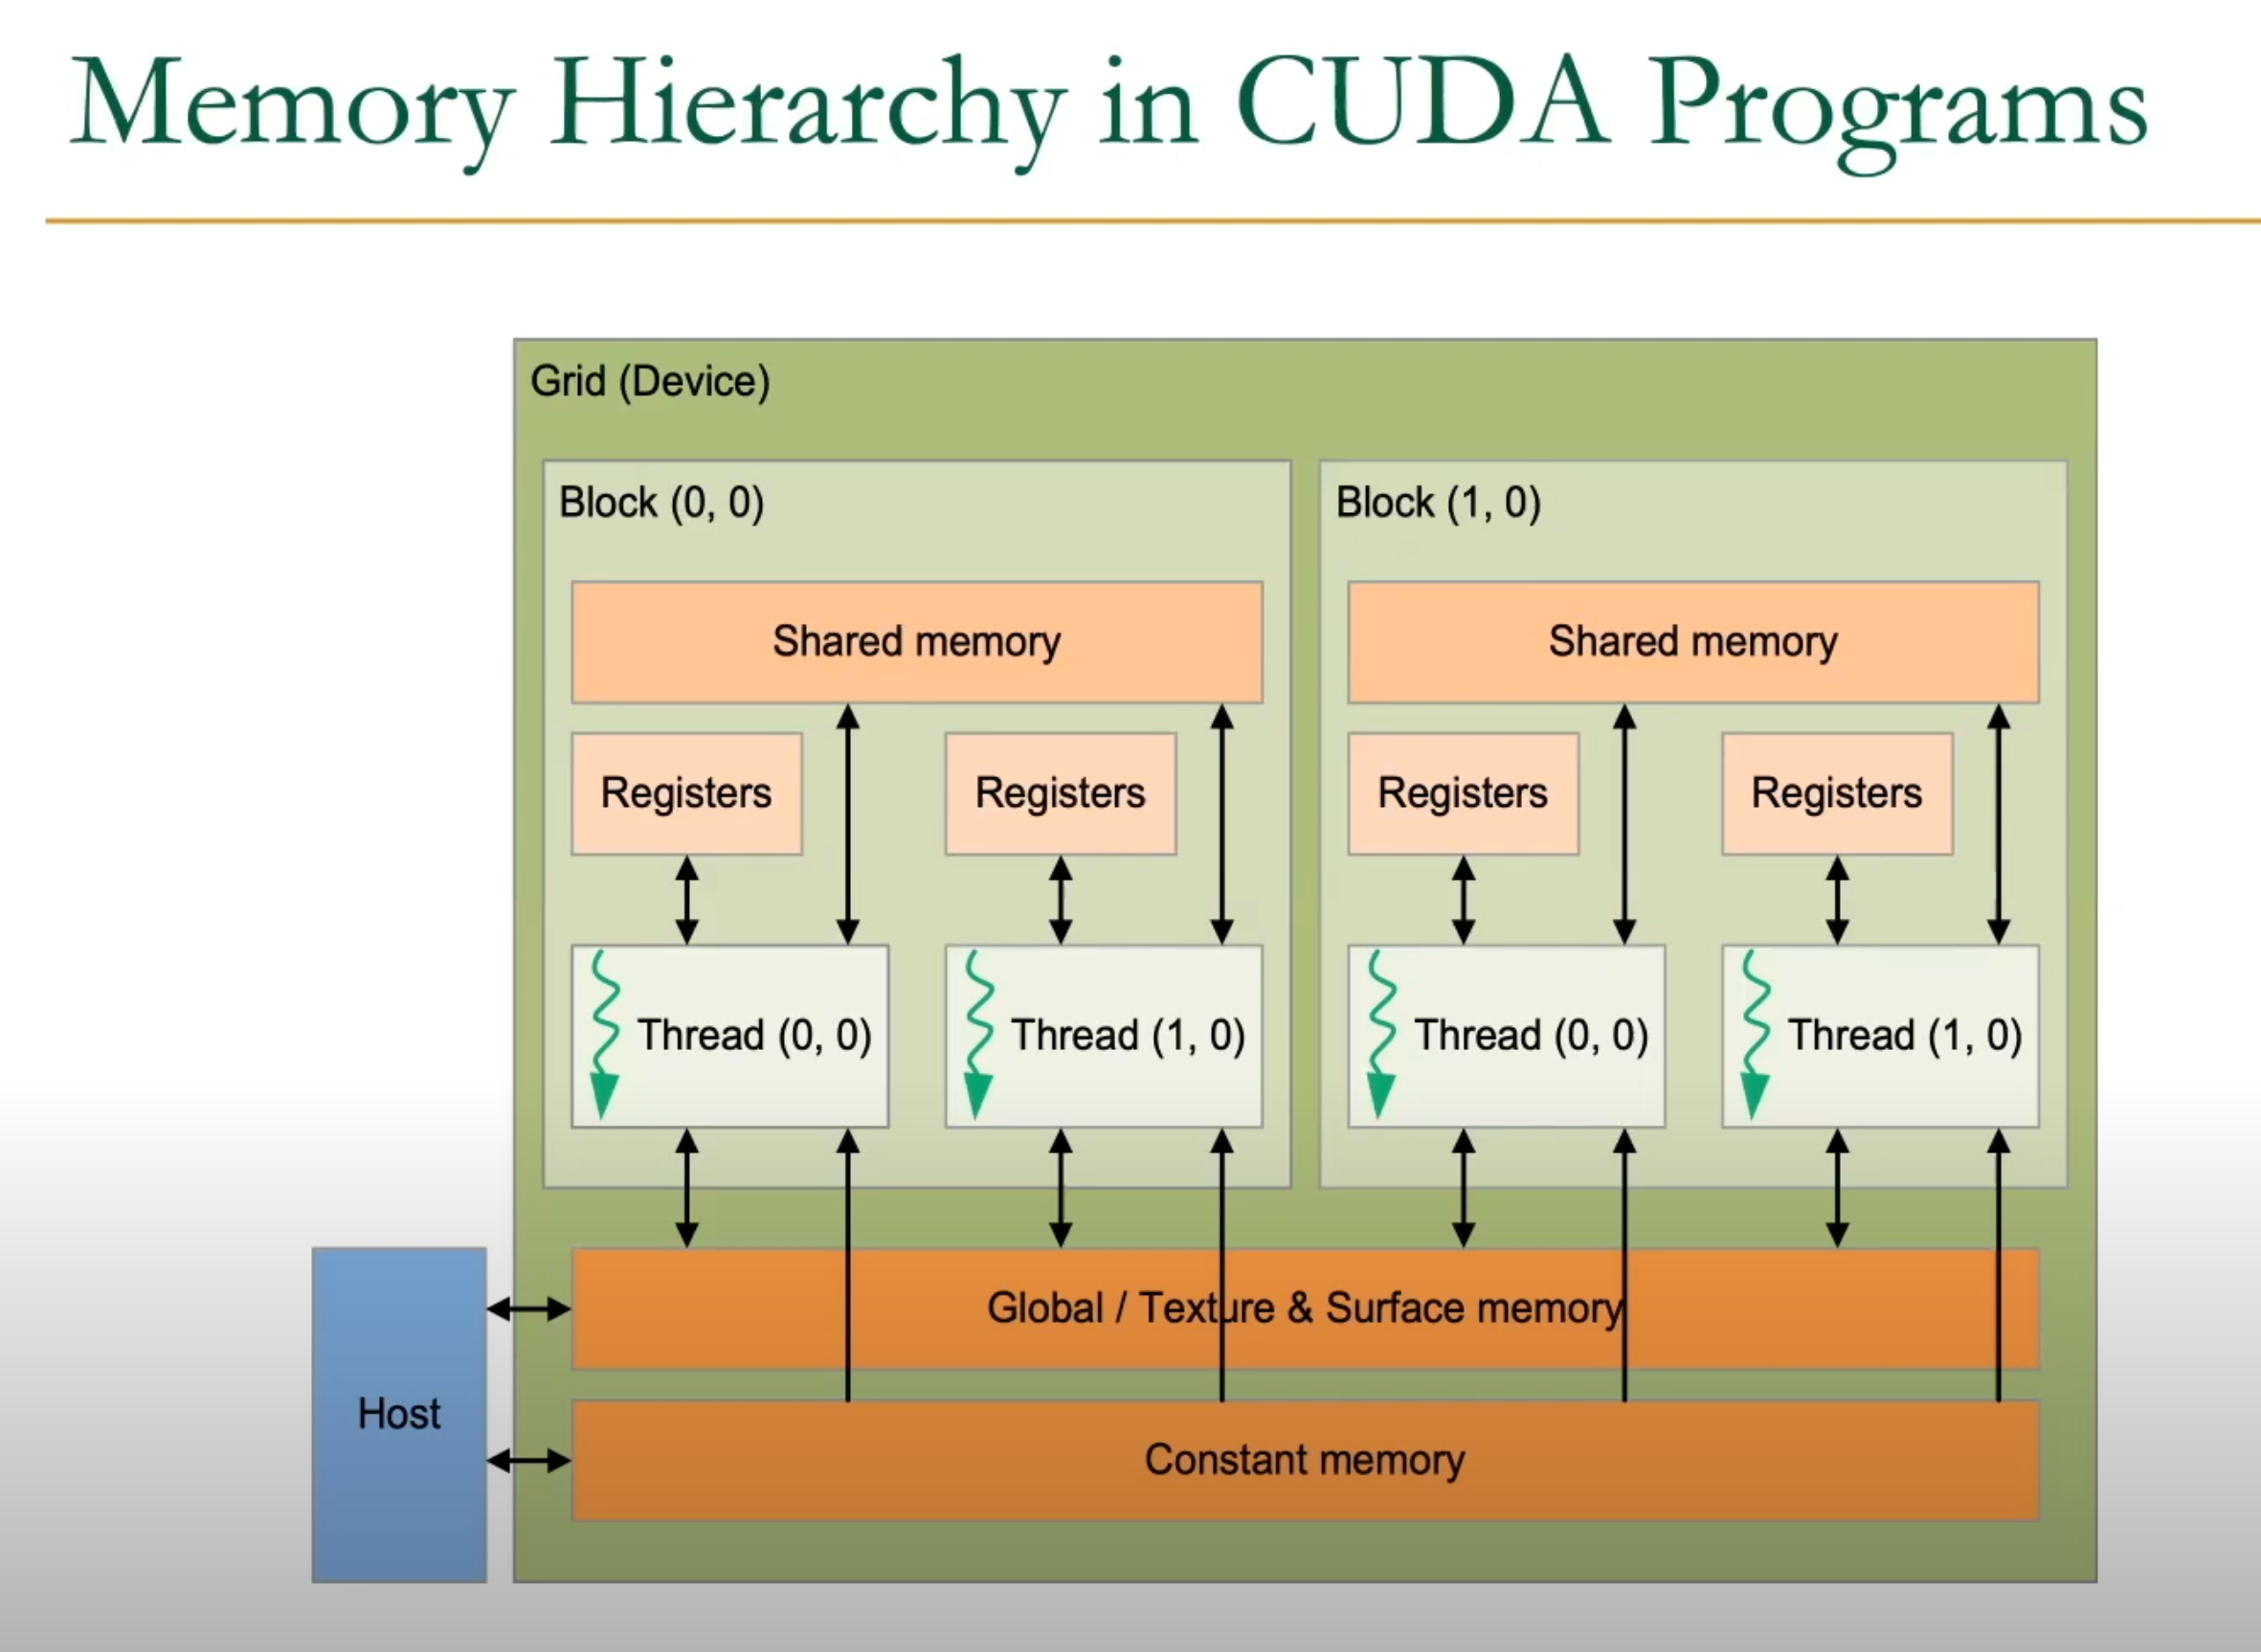 Memory Hierarchy in CUDA Programs
Grid (Device)
Block (0, 0)
Block (1, 0)
Shared memory
Shared memory
Registers
Registers
Registers
Registers
Thread (0, 0)
Thread (1, 0)
Thread (0, 0)
Thread (1, 0)
Global / Texture & Surface memory
Host
Constant memory